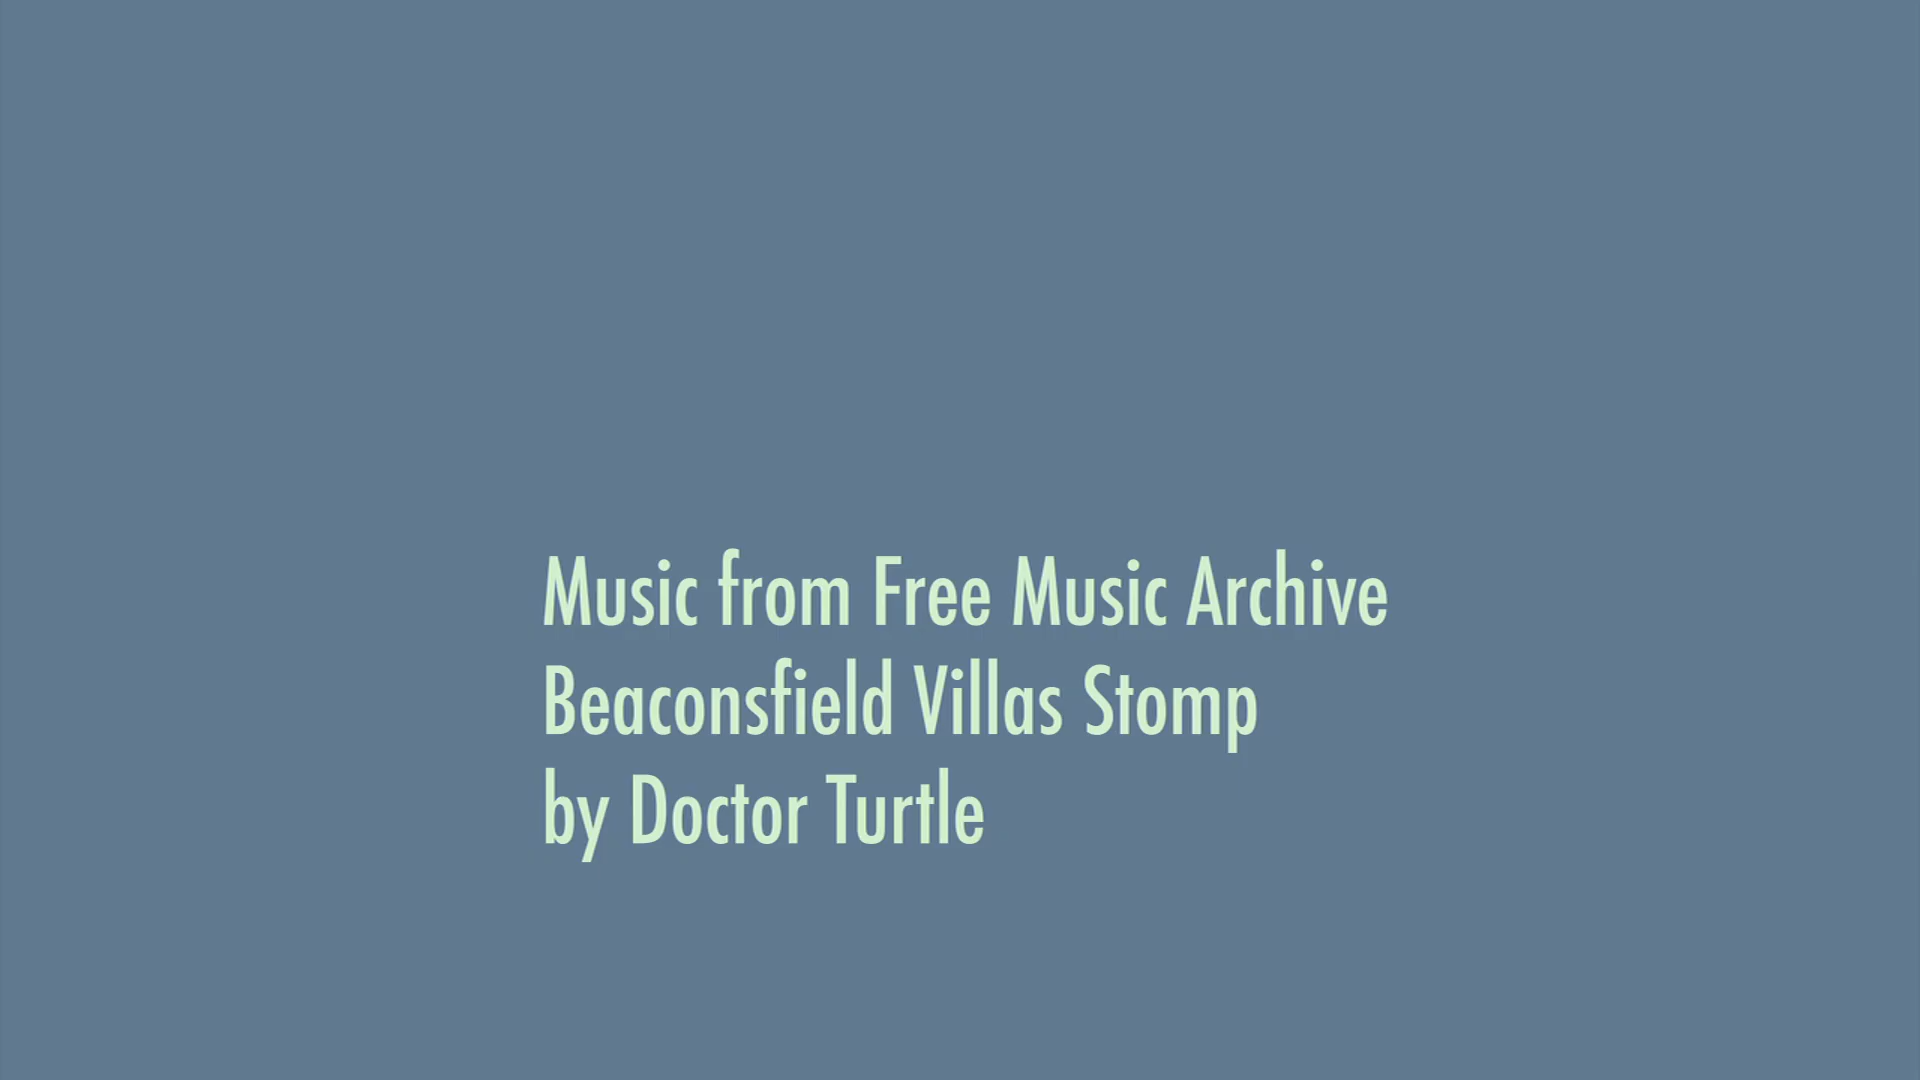 Music from Free Music Archive
Beaconsfield Villas Stomp
by Doctor Turtle